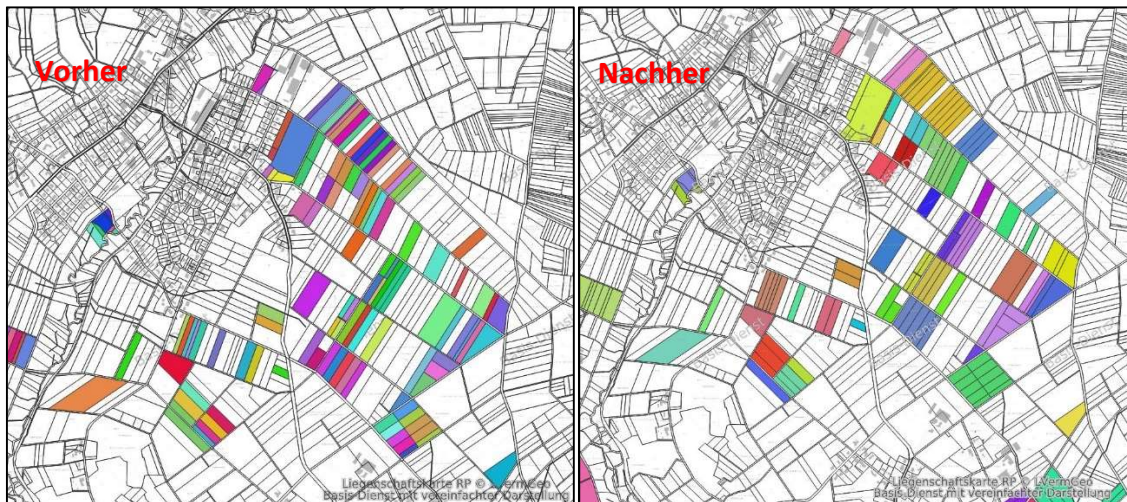 Vorher
Liegenschaftskarte RP © LVermGeo
Basis-Dienst mit vereinfachter Darstellung
Nachher
Liegenschaftskarte RP © LVermGeo
Basis-Dienst mit vereinfachter Darstellung